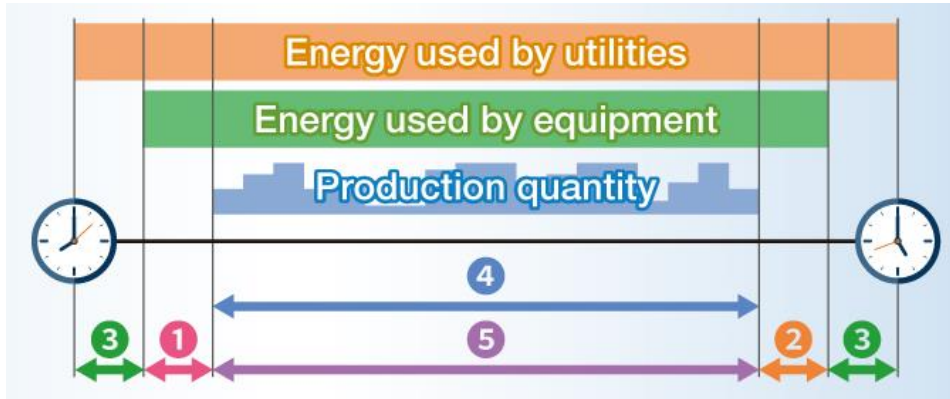 Energy used by utilities
Energy used by equipment
Production quantity
4
3
1
5
2
3